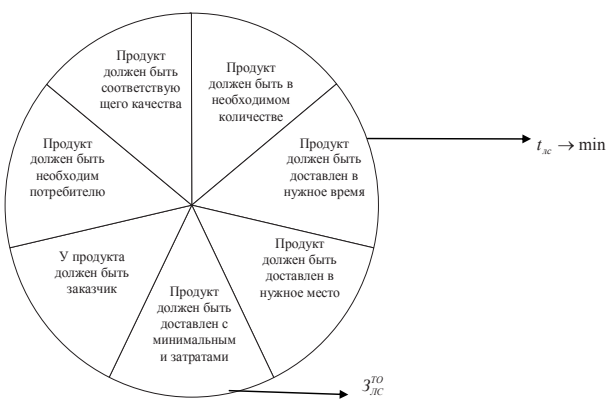 Продукт
должен быть
соответствую
щего качества
Продукт
должен быть в
необходимом
количестве
Продукт
должен быть
доставлен в
нужное время
t_лс → min
Продукт
должен быть
необходим
потребителю
Продукт
должен быть
доставлен в
нужное место
У продукта
должен быть
заказчик
Продукт
должен быть
доставлен с
минимальным
и затратами
З_ЛС^ТО